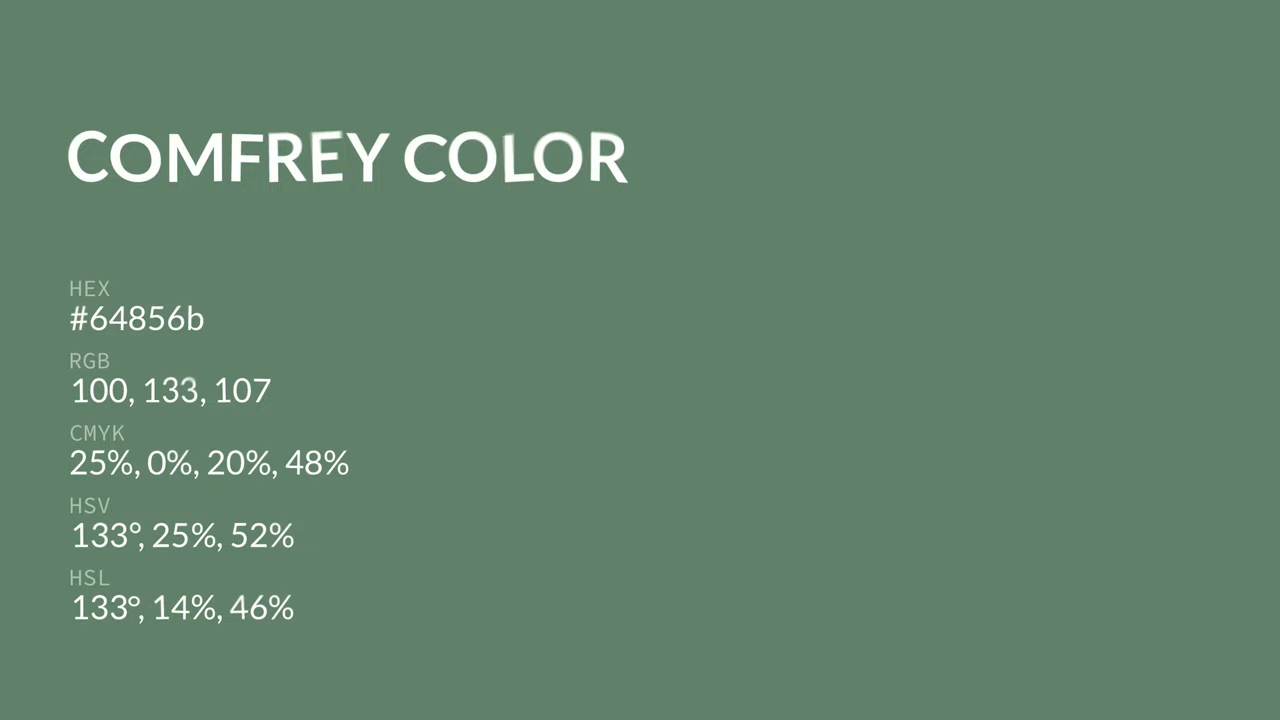 COMFREY COLOR
HEX
#64856b
RGB
100, 133, 107
CMYK
25%, 0%, 20%, 48%
HSV
133°, 25%, 52%
HSL
133°, 14%, 46%